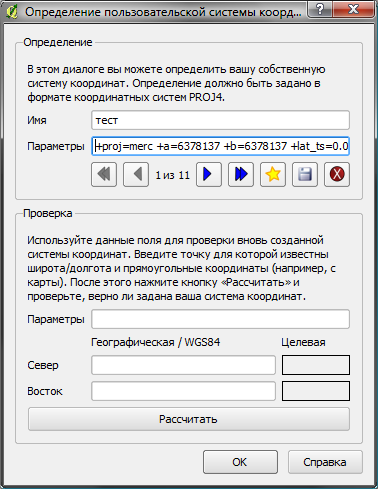 Определение пользовательской системы коорд...
Определение
В этом диалоге вы можете определить вашу собственную
систему координат. Определение должно быть задано в
формате координатных систем PROJ4.
Имя
тест
Параметры
+proj=merc +a=6378137 +b=6378137 +lat_ts=0.0
1 из 11
Проверка
Используйте данные поля для проверки вновь созданной
системы координат. Введите точку для которой известны
широта/долгота и прямоугольные координаты (например, с
карты). После этого нажмите кнопку «Рассчитать» и
проверьте, верно ли задана ваша система координат.
Параметры
Географическая / WGS84 Целевая
Север
Восток
Рассчитать
OK Справка